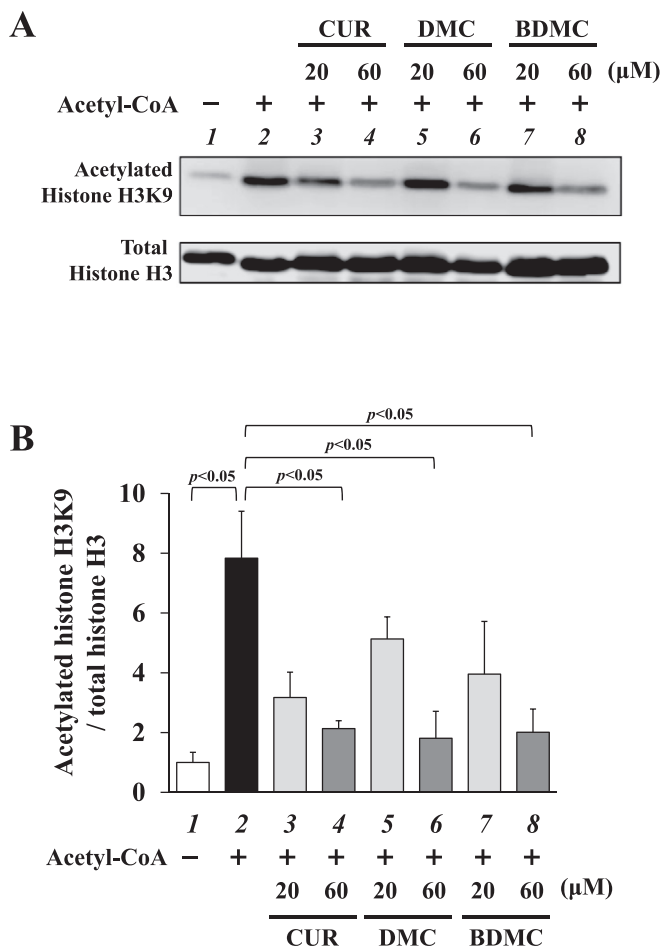 A
CUR DMC BDMC
20 60 20 60 20 60 (µM)
Acetyl-CoA − + + + + + + +
1 2 3 4 5 6 7 8
Acetylated
Histone H3K9
Total
Histone H3
B
p<0.05
p<0.05
p<0.05 p<0.05
Acetylated histone H3K9
/ total histone H3
10
8
6
4
2
0
1 2 3 4 5 6 7 8
Acetyl-CoA − + + + + + + +
20 60 20 60 20 60 (µM)
CUR DMC BDMC